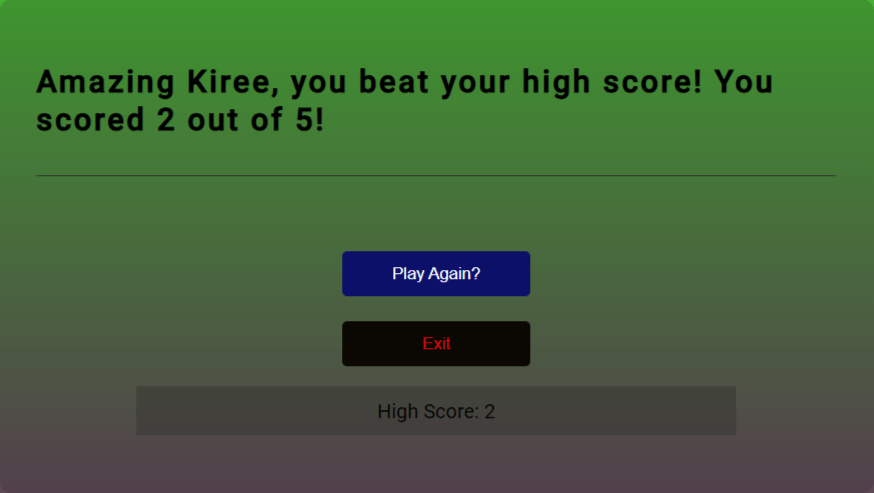 Amazing Kiree, you beat your high score! You
scored 2 out of 5!
Play Again?
Exit
High Score: 2